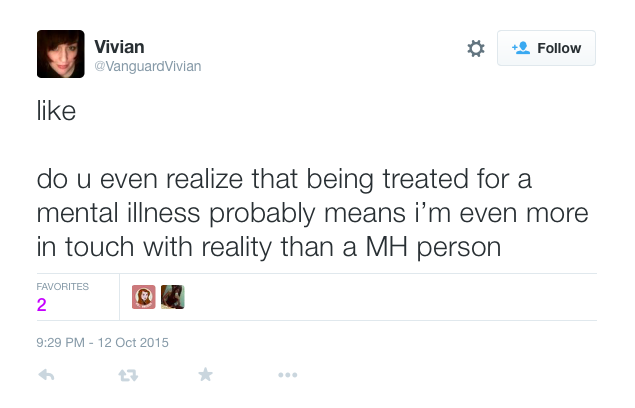 Vivian
@VanguardVivian
Follow
like
do u even realize that being treated for a
mental illness probably means i’m even more
in touch with reality than a MH person
FAVORITES
2
9:29 PM - 12 Oct 2015